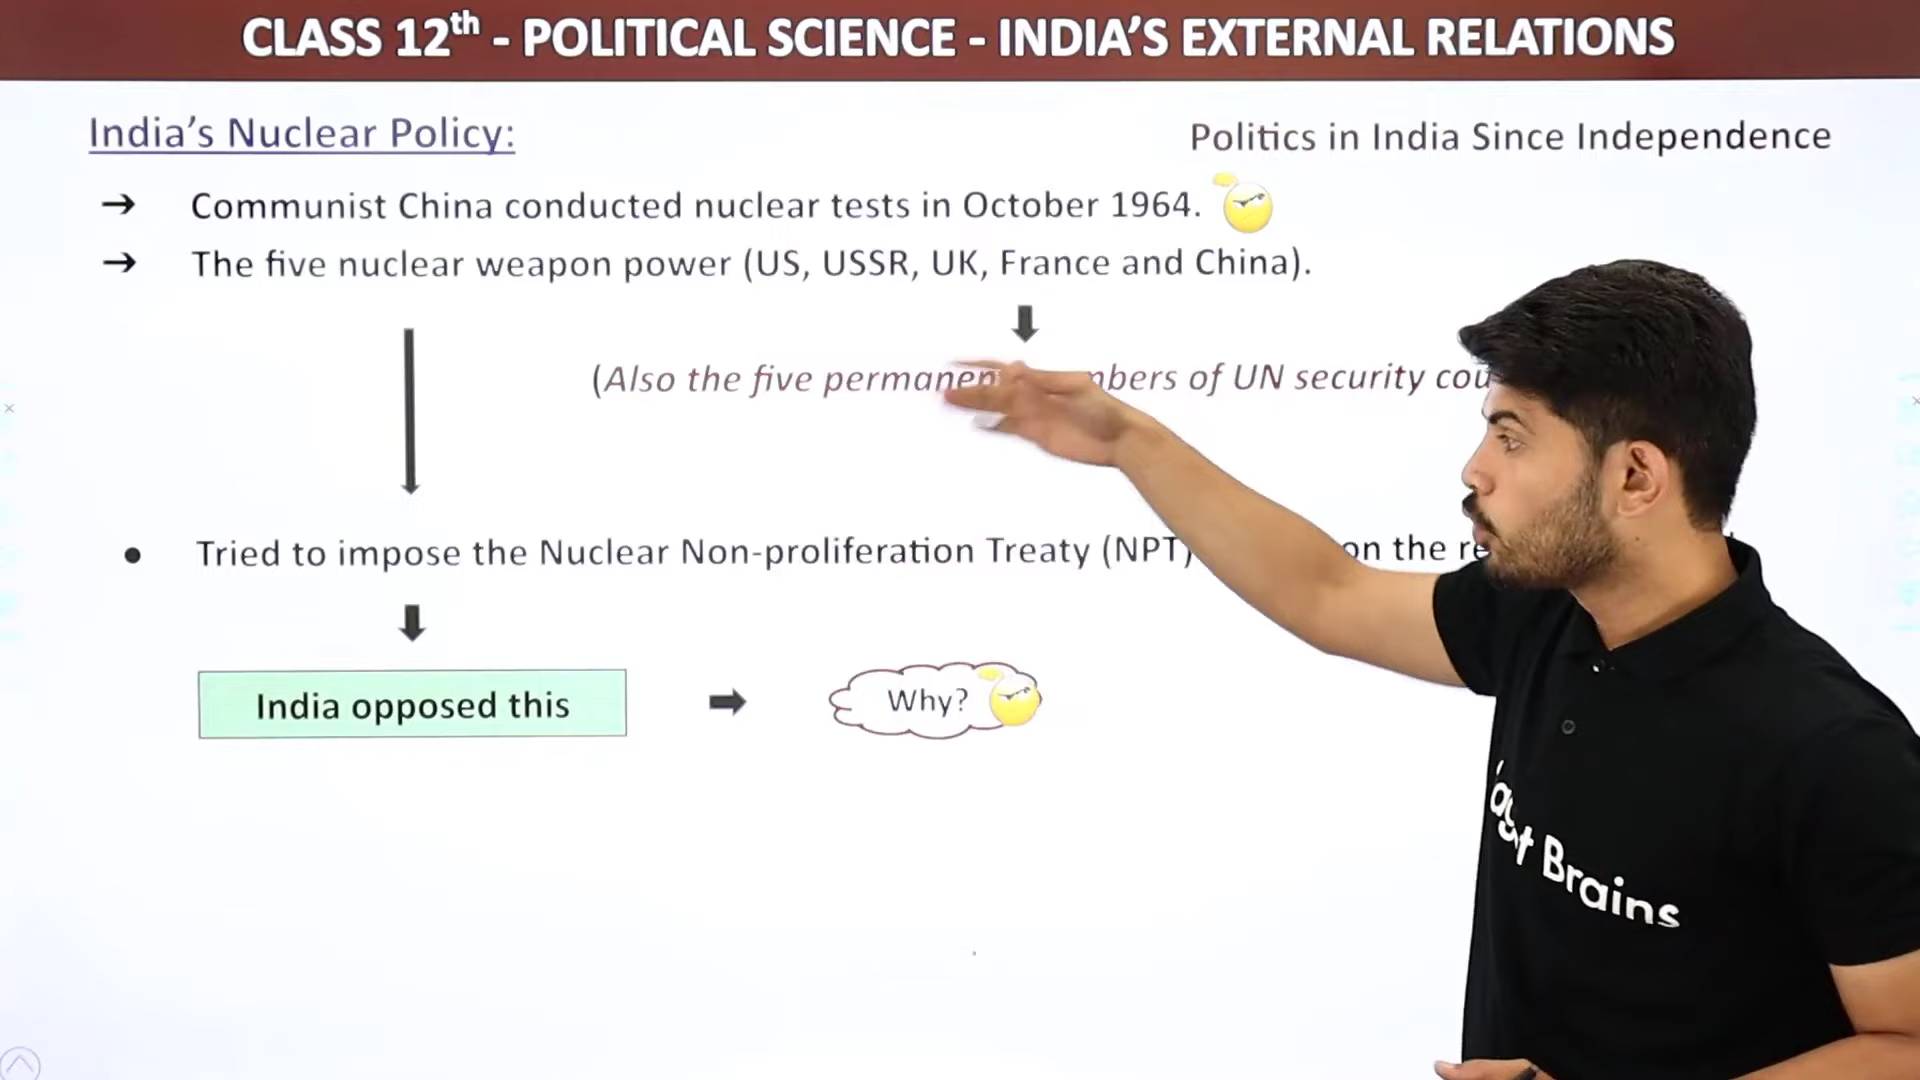 CLASS 12th - POLITICAL SCIENCE - INDIA'S EXTERNAL RELATIONS
India's Nuclear Policy:
Politics in India Since Independence
→ Communist China conducted nuclear tests in October 1964.
→ The five nuclear weapon power (US, USSR, UK, France and China).
(Also the five of UN security
● Tried to impose the Nuclear Non-proliferation Treaty (NPT) on the
India opposed this
Why?
Brains